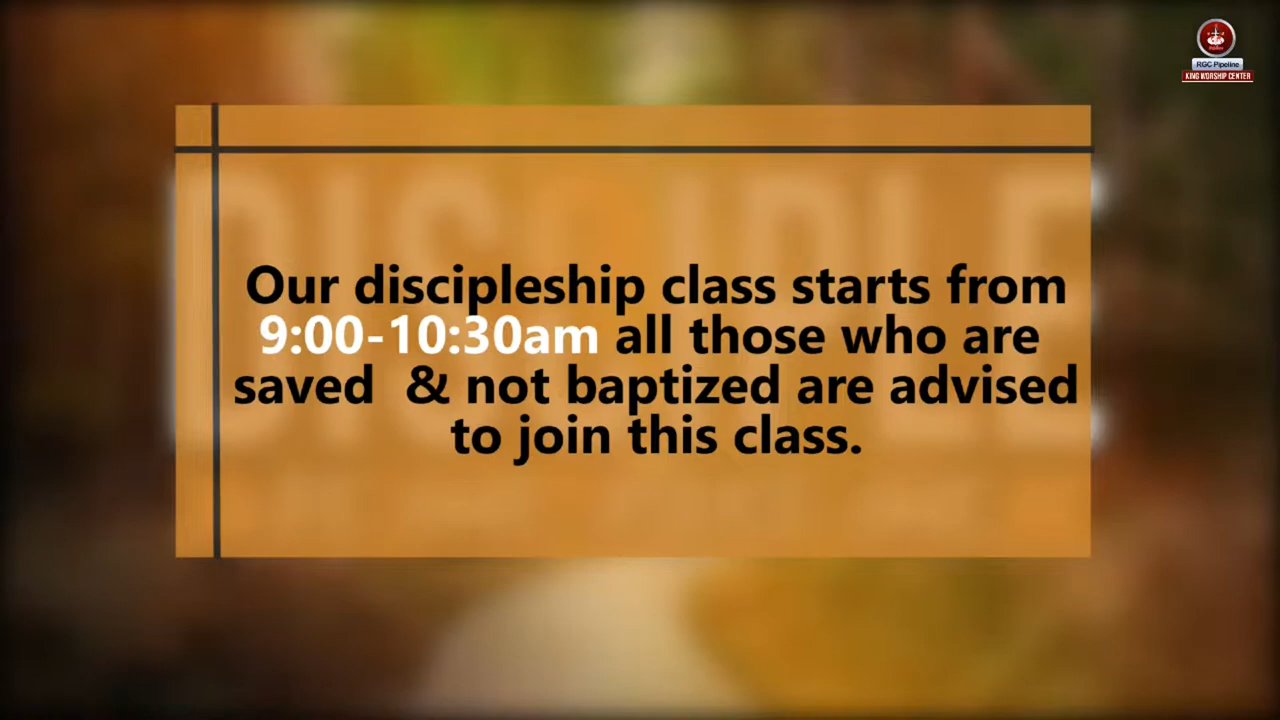 RGC Pipeline
KING WORSHIP CENTER
DISCIPLE
Our discipleship class starts from
9:00-10:30am all those who are
saved & not baptized are advised
to join this class.